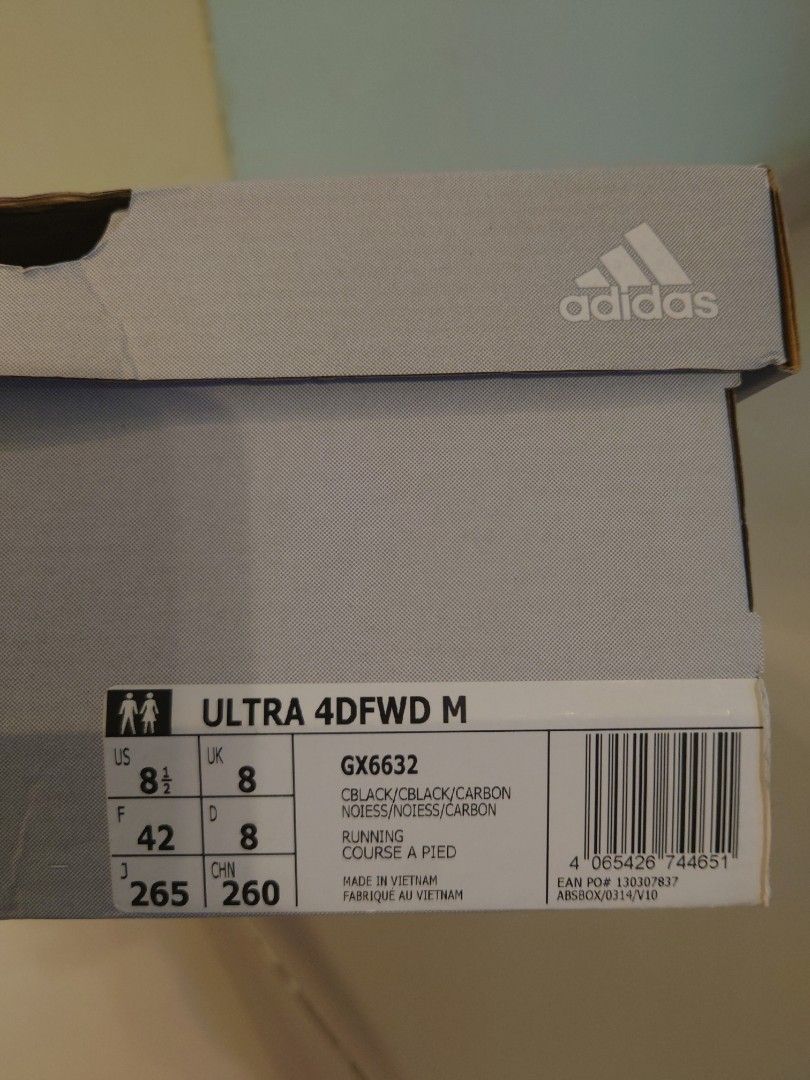 adidas
ULTRA 4DFWD M
US 8½
UK 8
F 42
D 8
J 265
CHN 260
GX6632
CBLACK/CBLACK/CARBON
NOIESS/NOIESS/CARBON
RUNNING
COURSE A PIED
MADE IN VIETNAM
FABRIQUÉ AU VIETNAM
4 065426 744651
EAN PO# 130307837
ABSBOX/0314/V10